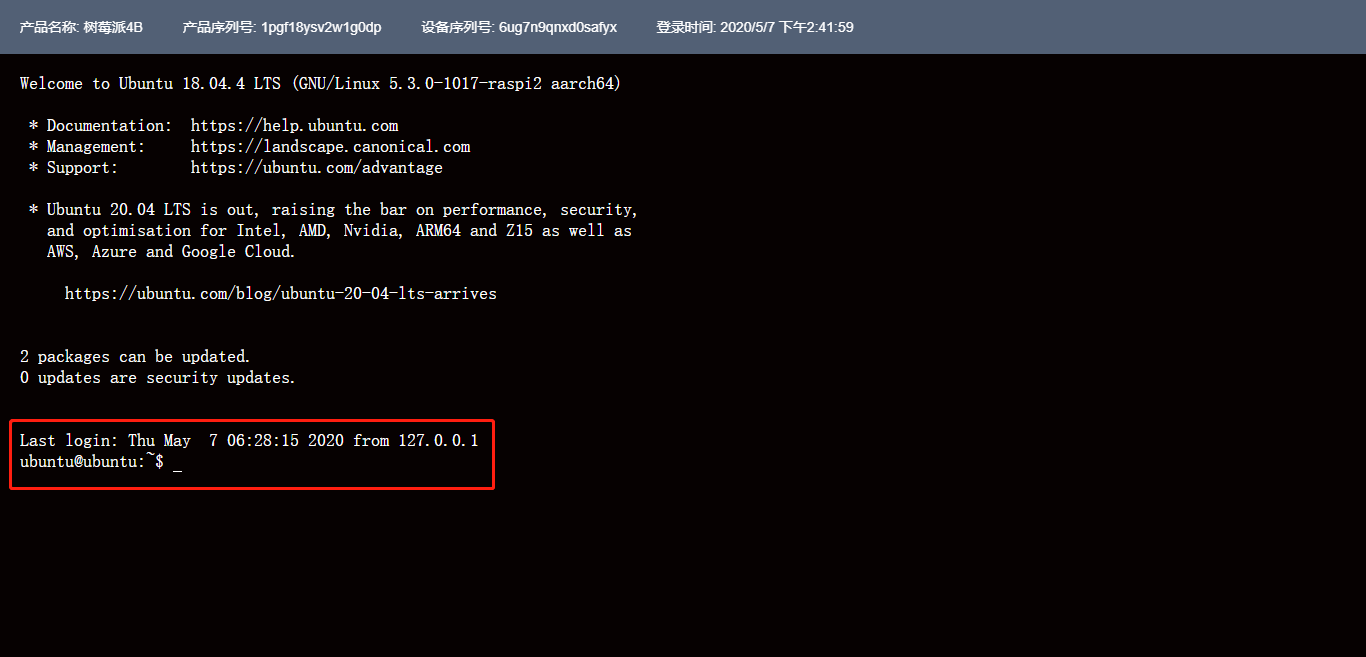 产品名称: 树莓派4B 产品序列号: 1pgf18ysv2w1g0dp 设备序列号: 6ug7n9qnxd0safyx 登录时间: 2020/5/7 下午2:41:59
Welcome to Ubuntu 18.04.4 LTS (GNU/Linux 5.3.0-1017-raspi2 aarch64)
* Documentation:  https://help.ubuntu.com
* Management:     https://landscape.canonical.com
* Support:        https://ubuntu.com/advantage
* Ubuntu 20.04 LTS is out, raising the bar on performance, security,
and optimisation for Intel, AMD, Nvidia, ARM64 and Z15 as well as
AWS, Azure and Google Cloud.
https://ubuntu.com/blog/ubuntu-20-04-lts-arrives
2 packages can be updated.
0 updates are security updates.
Last login: Thu May  7 06:28:15 2020 from 127.0.0.1
ubuntu@ubuntu:~$ _